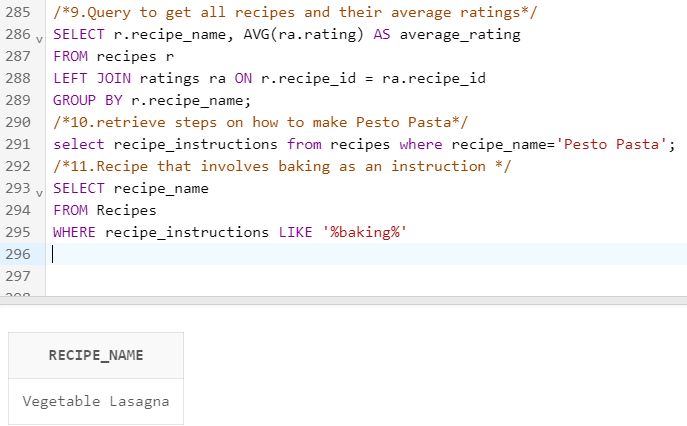 285 /*9.Query to get all recipes and their average ratings*/
286 SELECT r.recipe_name, AVG(ra.rating) AS average_rating
287 FROM recipes r
288 LEFT JOIN ratings ra ON r.recipe_id = ra.recipe_id
289 GROUP BY r.recipe_name;
290 /*10.retrieve steps on how to make Pesto Pasta*/
291 select recipe_instructions from recipes where recipe_name='Pesto Pasta';
292 /*11.Recipe that involves baking as an instruction */
293 SELECT recipe_name
294 FROM Recipes
295 WHERE recipe_instructions LIKE '%baking%'
296
297
RECIPE_NAME
Vegetable Lasagna